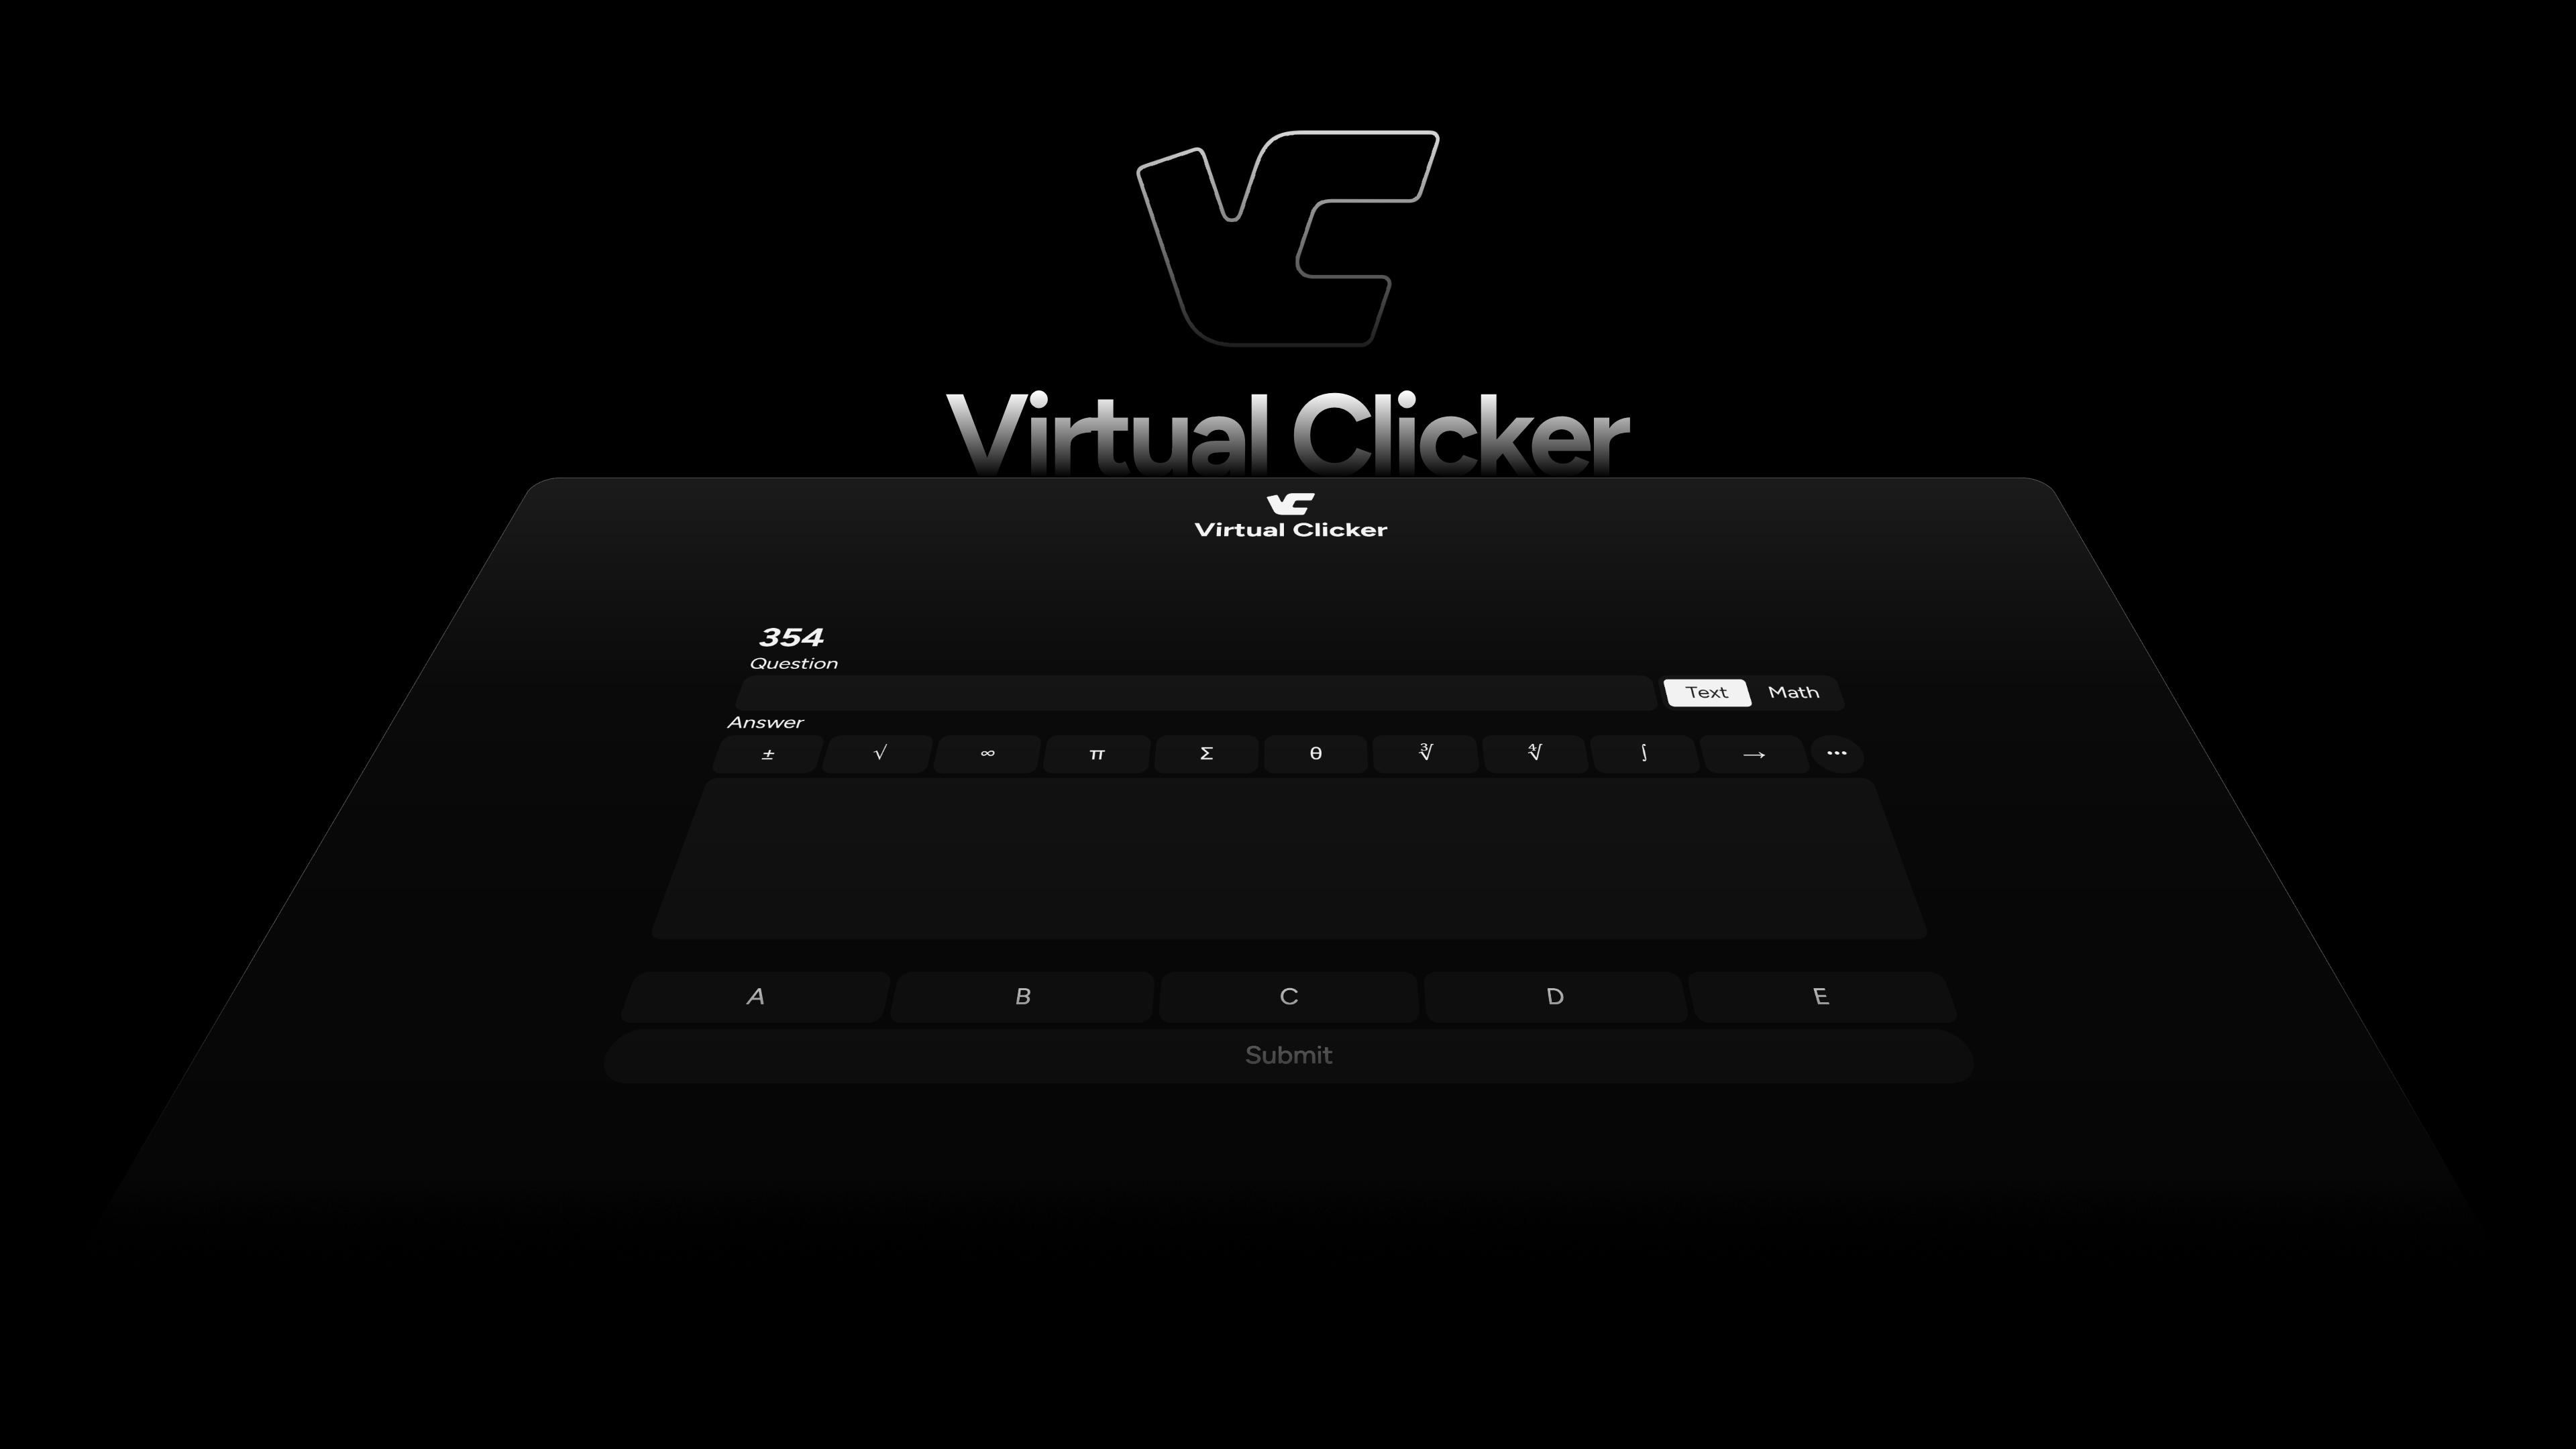 Virtual Clicker
Virtual Clicker
354
Question
Text Math
Answer
± √ ∞ π Σ θ ∛ ∜ ∫ → •••
A B C D E
Submit